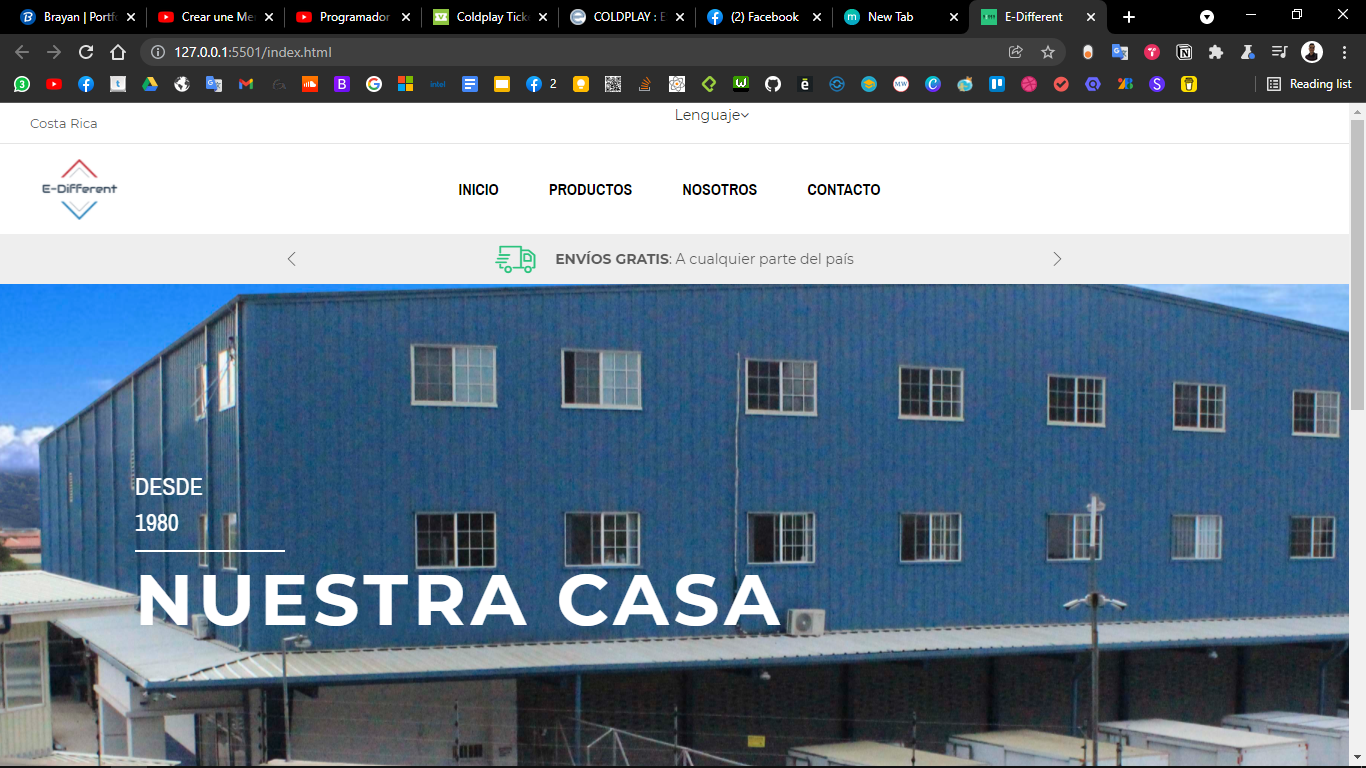 Brayan | Portf
Crear une Me
Programador
Coldplay Tick
COLDPLAY : E
(2) Facebook
New Tab
E-Different
127.0.0.1:5501/index.html
2
Reading list
Costa Rica
Lenguaje
E-Different
INICIO
PRODUCTOS
NOSOTROS
CONTACTO
ENVÍOS GRATIS: A cualquier parte del país
DESDE
1980
NUESTRA CASA